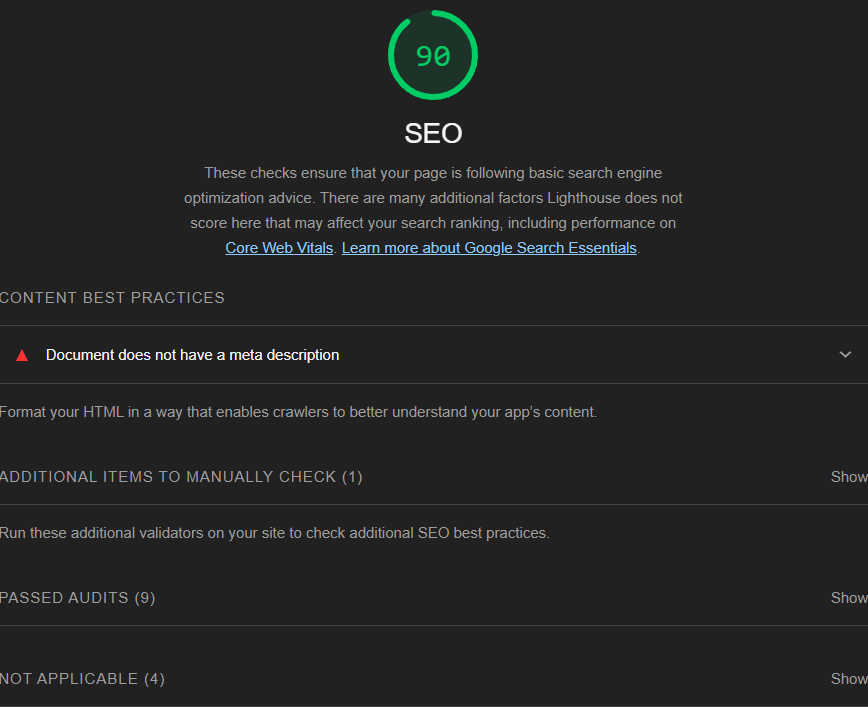 90
SEO
These checks ensure that your page is following basic search engine
optimization advice. There are many additional factors Lighthouse does not
score here that may affect your search ranking, including performance on
Core Web Vitals. Learn more about Google Search Essentials.
CONTENT BEST PRACTICES
Document does not have a meta description
Format your HTML in a way that enables crawlers to better understand your app’s content.
ADDITIONAL ITEMS TO MANUALLY CHECK (1) Show
Run these additional validators on your site to check additional SEO best practices.
PASSED AUDITS (9) Show
NOT APPLICABLE (4) Show